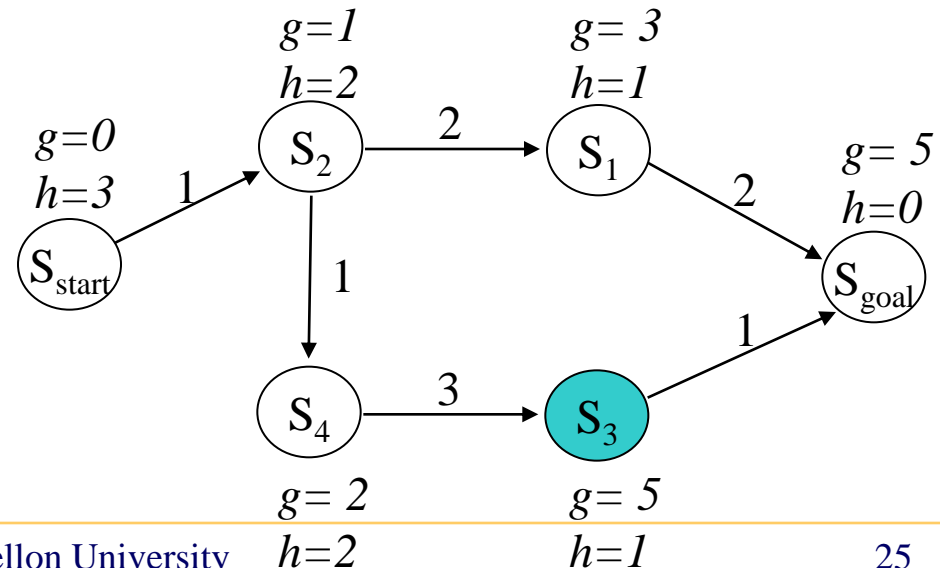 g=1
h=2
g= 3
h=1
g=0
h=3
g= 5
h=0
1
S2
2
S1
2
Sstart
1
Sgoal
1
S4
3
S3
g= 2
h=2
g= 5
h=1
ellon University
25